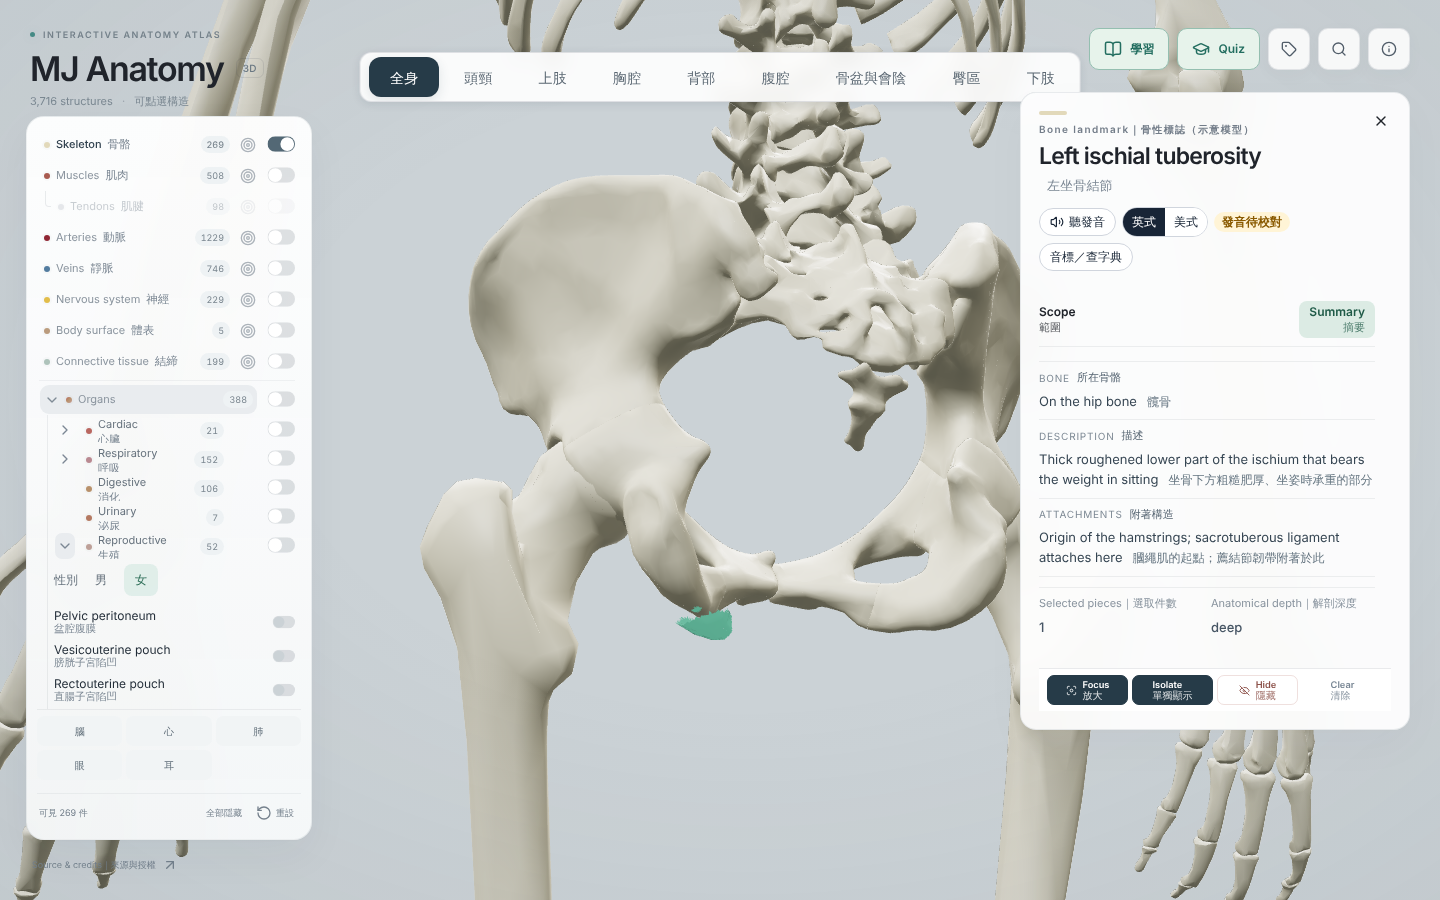 INTERACTIVE ANATOMY ATLAS
MJ Anatomy 3D
3,716 structures · 可點選構造
全身 頭頸 上肢 胸腔 背部 腹腔 骨盆與會陰 臀區 下肢
學習 Quiz
Skeleton 骨骼 269
Muscles 肌肉 508
Tendons 肌腱 98
Arteries 動脈 1229
Veins 靜脈 746
Nervous system 神經 229
Body surface 體表 5
Connective tissue 結締 199
Organs 388
Cardiac 21
心臟
Respiratory 152
呼吸
Digestive 106
消化
Urinary 7
泌尿
Reproductive 52
生殖
性別 男 女
Pelvic peritoneum
盆腔腹膜
Vesicouterine pouch
膀胱子宮陷凹
Rectouterine pouch
直腸子宮陷凹
腦 心 肺
眼 耳
可見 269 件 全部隱藏 重設
來源與授權
Bone landmark | 骨性標誌（示意模型）
Left ischial tuberosity
左坐骨結節
聽發音 英式 美式 發音待校對
音標／查字典
Scope
範圍
Summary
摘要
BONE 所在骨骼
On the hip bone 髖骨
DESCRIPTION 描述
Thick roughened lower part of the ischium that bears
the weight in sitting 坐骨下方粗糙肥厚、坐姿時承重的部分
ATTACHMENTS 附著構造
Origin of the hamstrings; sacrotuberous ligament
attaches here 膕繩肌的起點；薦結節韌帶附著於此
Selected pieces | 選取件數 Anatomical depth | 解剖深度
1 deep
Focus
放大
Isolate
單獨顯示
Hide
隱藏
Clear
清除